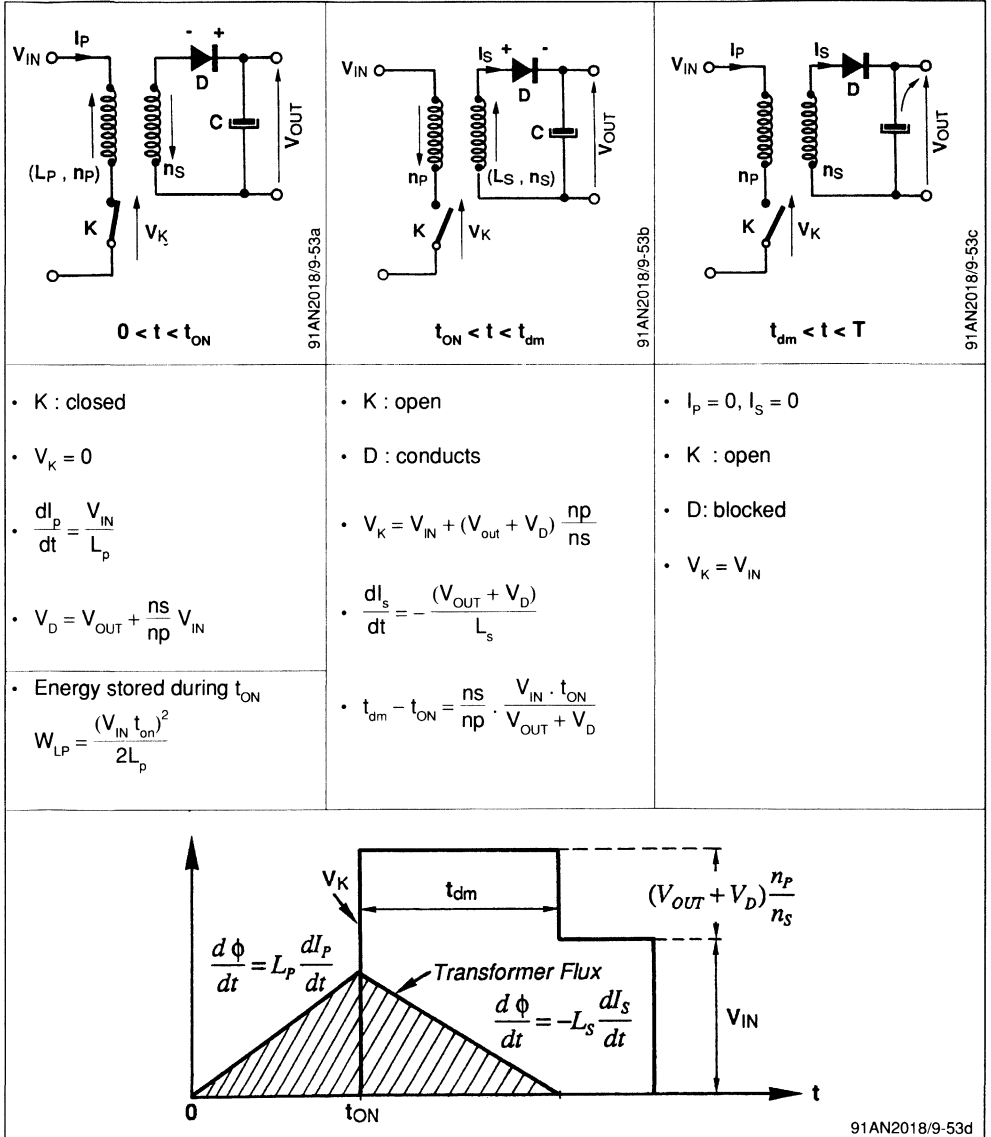 V_IN I_P - + D C V_OUT
(L_P , n_P) n_S
K V_K
0 < t < t_ON
91AN2018/9-53a
V_IN I_S + - D C V_OUT
n_P (L_S , n_S)
K V_K
t_ON < t < t_dm
91AN2018/9-53b
V_IN I_P I_S D V_OUT
n_P n_S
K V_K
t_dm < t < T
91AN2018/9-53c
• K : closed
• V_K = 0
• dI_p/dt = V_IN/L_p
• V_D = V_OUT + ns/np V_IN
• Energy stored during t_ON
W_LP = (V_IN t_on)²/2L_p
• K : open
• D : conducts
• V_K = V_IN + (V_out + V_D) np/ns
• dI_s/dt = - (V_OUT + V_D)/L_s
• t_dm – t_ON = ns/np . V_IN . t_ON/V_OUT + V_D
• I_P = 0, I_S = 0
• K : open
• D: blocked
• V_K = V_IN
V_K
t_dm
(V_OUT + V_D) n_P/n_S
dϕ/dt = L_P dI_P/dt
Transformer Flux
dϕ/dt = -L_S dI_S/dt
V_IN
0 t_ON t
91AN2018/9-53d